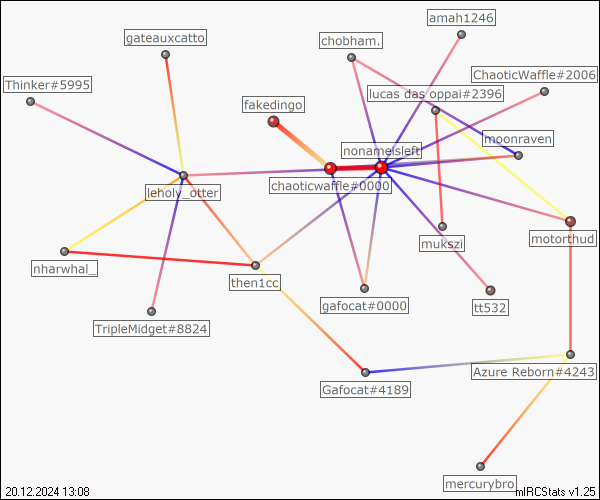 amah1246
gateauxcatto
chobham.
ChaoticWaffle#2006
Thinker#5995
lucas das oppai#2396
fakedingo
moonraven
nonameisleft
chaoticwaffle#0000
leholy_otter
motorthud
mukszi
nharwhal_
then1cc
gafocat#0000
tt532
TripleMidget#8824
Azure Reborn#4243
Gafocat#4189
mercurybro
20.12.2024 13:08
mIRCStats v1.25